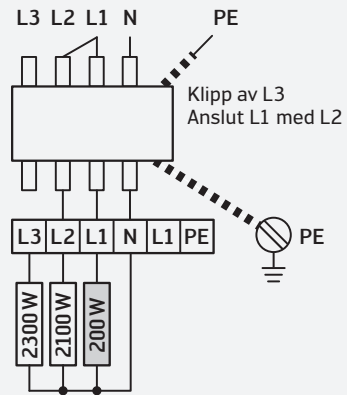 L3 L2 L1 N PE
Klipp av L3
Anslut L1 med L2
L3 L2 L1 N L1 PE
PE
2300 W
2100 W
200 W